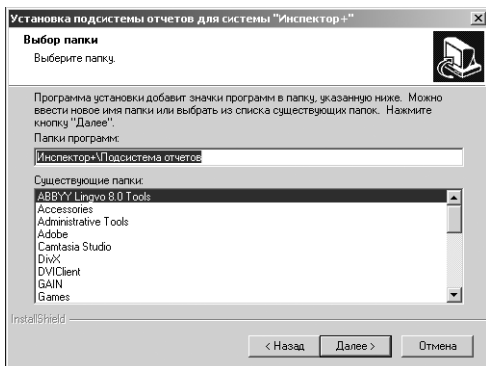 Установка подсистемы отчетов для системы "Инспектор+"
Выбор папки
Выберите папку.
Программа установки добавит значки программ в папку, указанную ниже. Можно
ввести новое имя папки или выбрать из списка существующих папок. Нажмите
кнопку "Далее".
Папки программ:
Инспектор+\Подсистема отчетов
Существующие папки:
ABBYY Lingvo 8.0 Tools
Accessories
Administrative Tools
Adobe
Camtasia Studio
DivX
DVIClient
GAIN
Games
InstallShield
< Назад
Далее >
Отмена